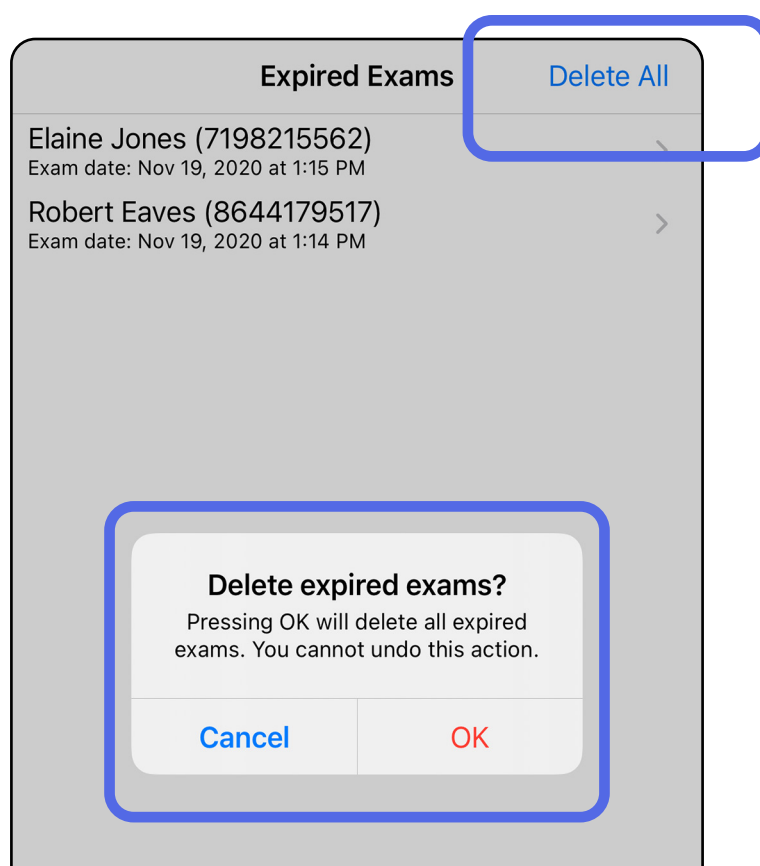 Expired Exams Delete All
Elaine Jones (7198215562)
Exam date: Nov 19, 2020 at 1:15 PM
Robert Eaves (8644179517)
Exam date: Nov 19, 2020 at 1:14 PM
Delete expired exams?
Pressing OK will delete all expired
exams. You cannot undo this action.
Cancel OK